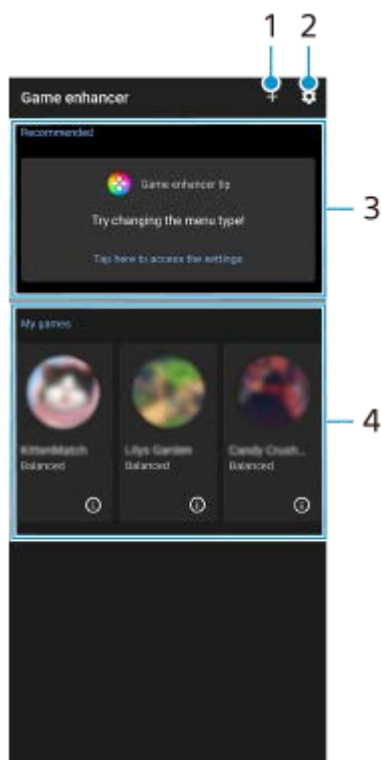 1 2
Game enhancer
Recommended
3
Game enhancer tip
Try changing the menu type!
Tap here to access the settings
My games
4
KittenMatch Lilys Garden Candy Crush...
Balanced Balanced Balanced